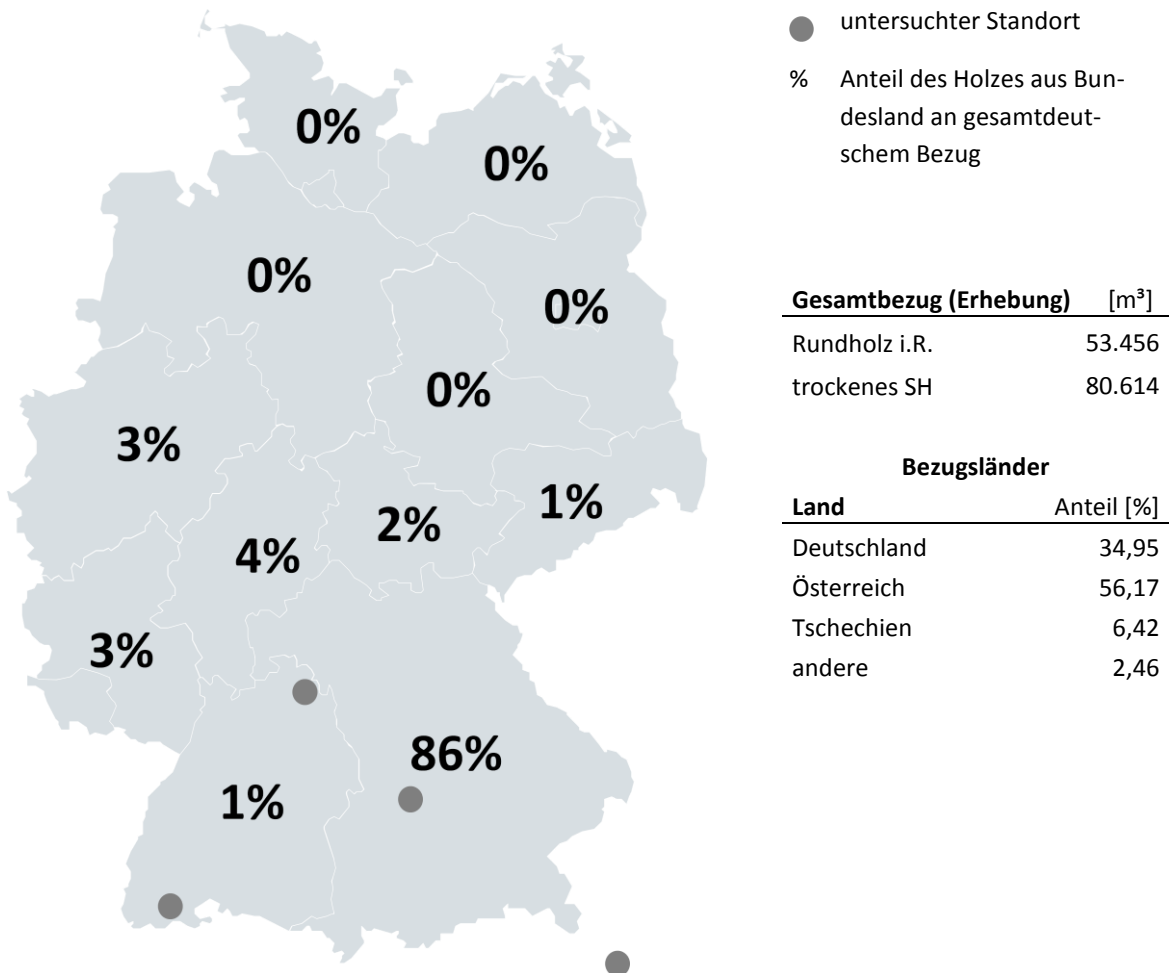 untersuchter Standort
% Anteil des Holzes aus Bun-
desland an gesamtdeut-
schem Bezug
0%
0%
0%
0%
0%
3%
1%
2%
4%
3%
86%
1%
Gesamtbezug (Erhebung) [m³]
Rundholz i.R. 53.456
trockenes SH 80.614
Bezugsländer
Land Anteil [%]
Deutschland 34,95
Österreich 56,17
Tschechien 6,42
andere 2,46